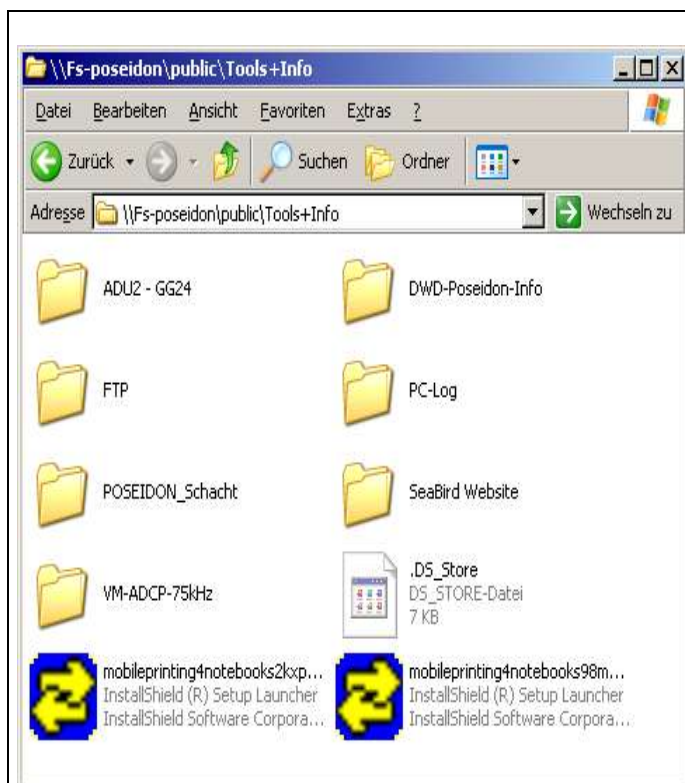 \\Fs-poseidon\public\Tools+Info
Datei Bearbeiten Ansicht Favoriten Extras ?
Zurück Suchen Ordner
Adresse \\Fs-poseidon\public\Tools+Info Wechseln zu
ADU2 - GG24
DWD-Poseidon-Info
FTP
PC-Log
POSEIDON_Schacht
SeaBird Website
VM-ADCP-75kHz
.DS_Store
DS_STORE-Datei
7 KB
mobileprinting4notebooks2kxp...
InstallShield (R) Setup Launcher
InstallShield Software Corpora...
mobileprinting4notebooks98m...
InstallShield (R) Setup Launcher
InstallShield Software Corpora...